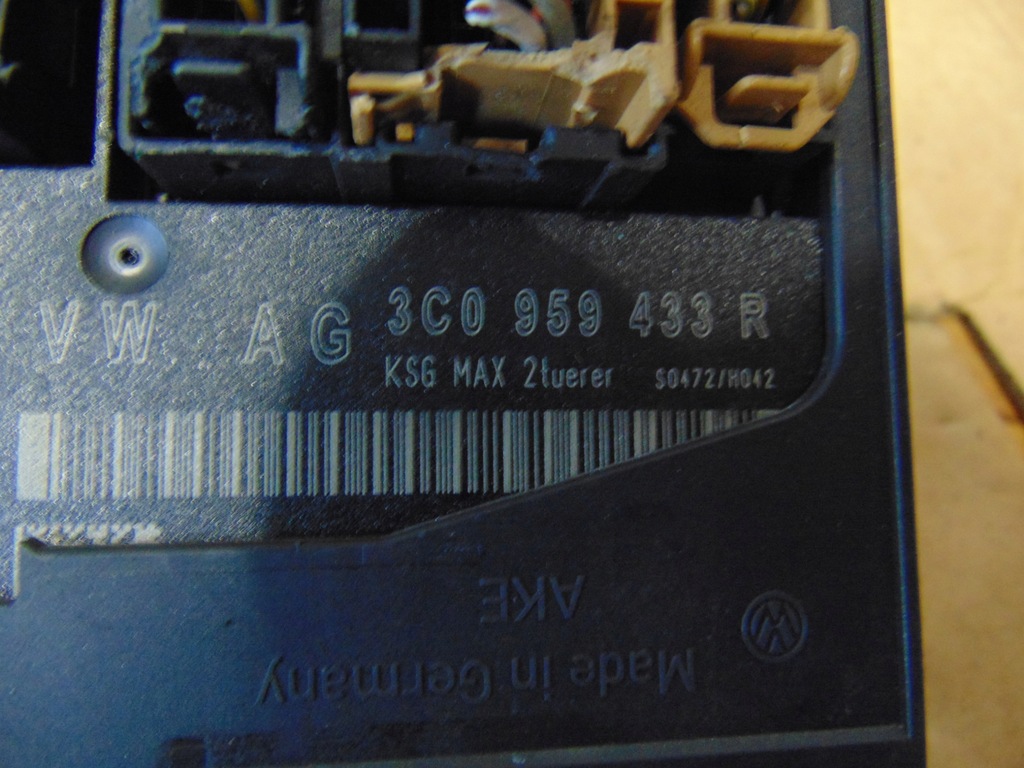 VW AG 3C0 959 433 R
KSG MAX 2tuerer S0472/H042
AKE
Made in Germany